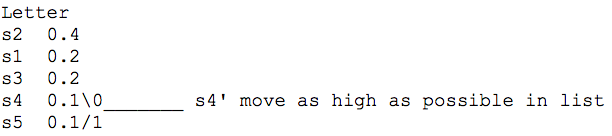 Letter
s2  0.4
s1  0.2
s3  0.2
s4  0.1\0_______ s4' move as high as possible in list
s5  0.1/1